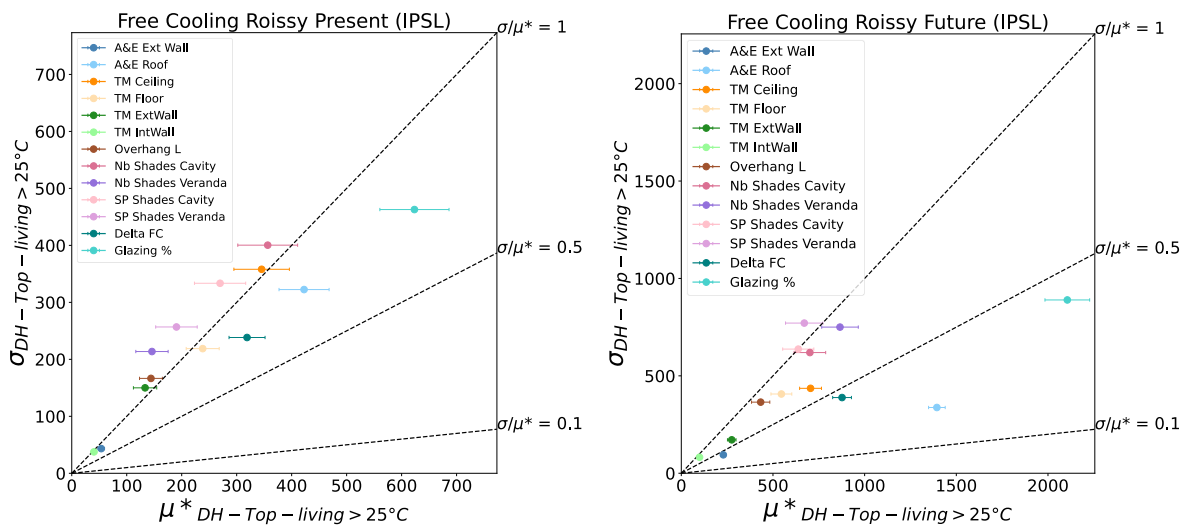 Free Cooling Roissy Present (IPSL)
σ/μ* = 1
A&E Ext Wall
A&E Roof
TM Ceiling
TM Floor
TM ExtWall
TM IntWall
Overhang L
Nb Shades Cavity
Nb Shades Veranda
SP Shades Cavity
SP Shades Veranda
Delta FC
Glazing %
σ/μ* = 0.5
σ/μ* = 0.1
700
600
500
400
300
200
100
0
0 100 200 300 400 500 600 700
σ DH−Top−living>25°C
μ* DH−Top−living>25°C
Free Cooling Roissy Future (IPSL)
σ/μ* = 1
A&E Ext Wall
A&E Roof
TM Ceiling
TM Floor
TM ExtWall
TM IntWall
Overhang L
Nb Shades Cavity
Nb Shades Veranda
SP Shades Cavity
SP Shades Veranda
Delta FC
Glazing %
σ/μ* = 0.5
σ/μ* = 0.1
2000
1500
1000
500
0
0 500 1000 1500 2000
σ DH−Top−living>25°C
μ* DH−Top−living>25°C